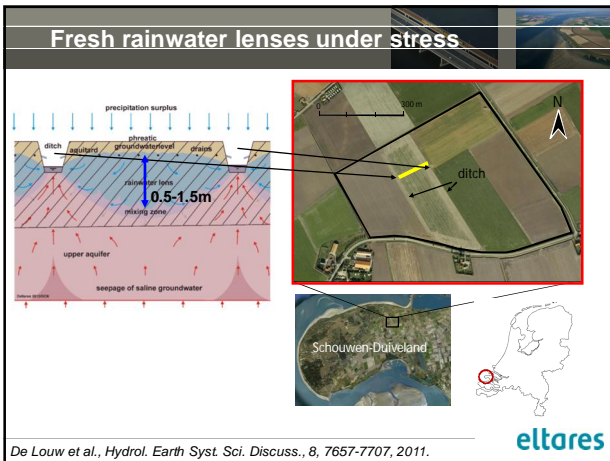 Fresh rainwater lenses under stress
precipitation surplus
ditch
phreatic
groundwaterlevel
aquitard
drains
rainwater lens
0.5-1.5m
mixing zone
upper aquifer
seepage of saline groundwater
0
300 m
N
ditch
Schouwen-Duiveland
De Louw et al., Hydrol. Earth Syst. Sci. Discuss., 8, 7657-7707, 2011.
eltares